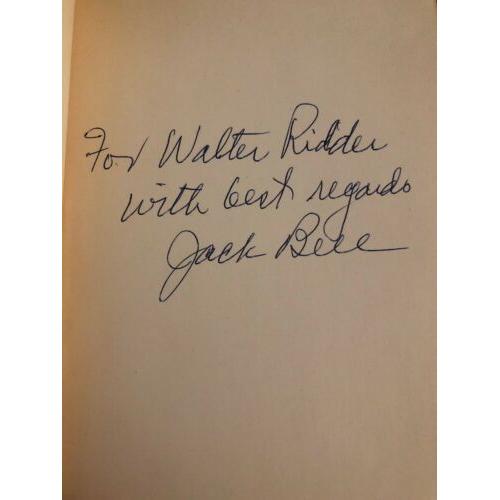 For Walter Ridder
with best regards
Jack Bell